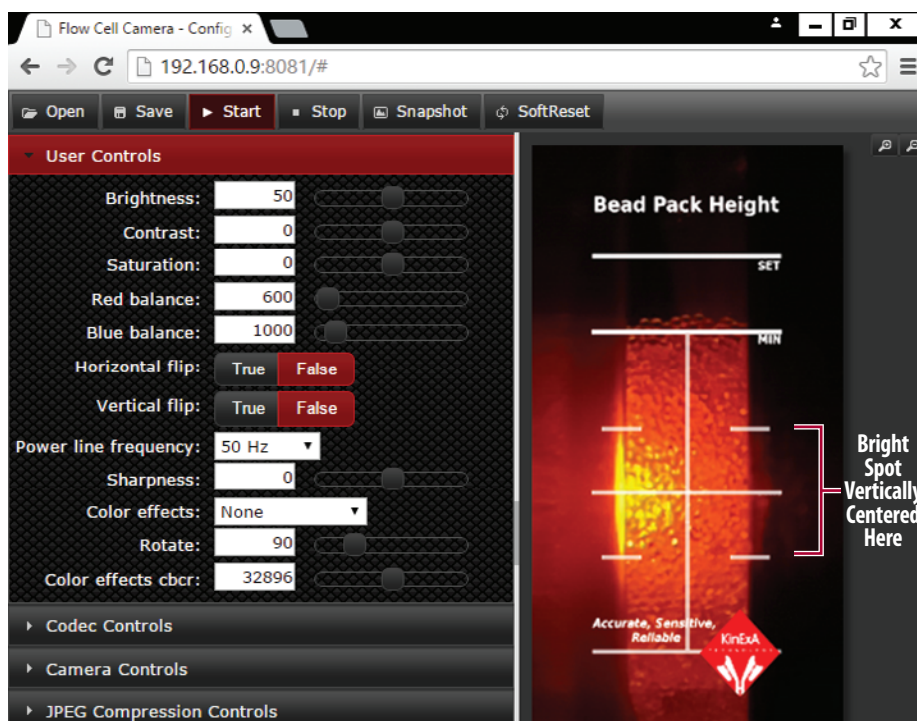 Flow Cell Camera - Config
192.168.0.9:8081/#
Open Save Start Stop Snapshot SoftReset
User Controls
Brightness: 50
Contrast: 0
Saturation: 0
Red balance: 600
Blue balance: 1000
Horizontal flip: True False
Vertical flip: True False
Power line frequency: 50 Hz
Sharpness: 0
Color effects: None
Rotate: 90
Color effects cbcr: 32896
Codec Controls
Camera Controls
JPEG Compression Controls
Bead Pack Height
SET
MIN
Bright
Spot
Vertically
Centered
Here
Accurate, Sensitive,
Reliable
KinExA